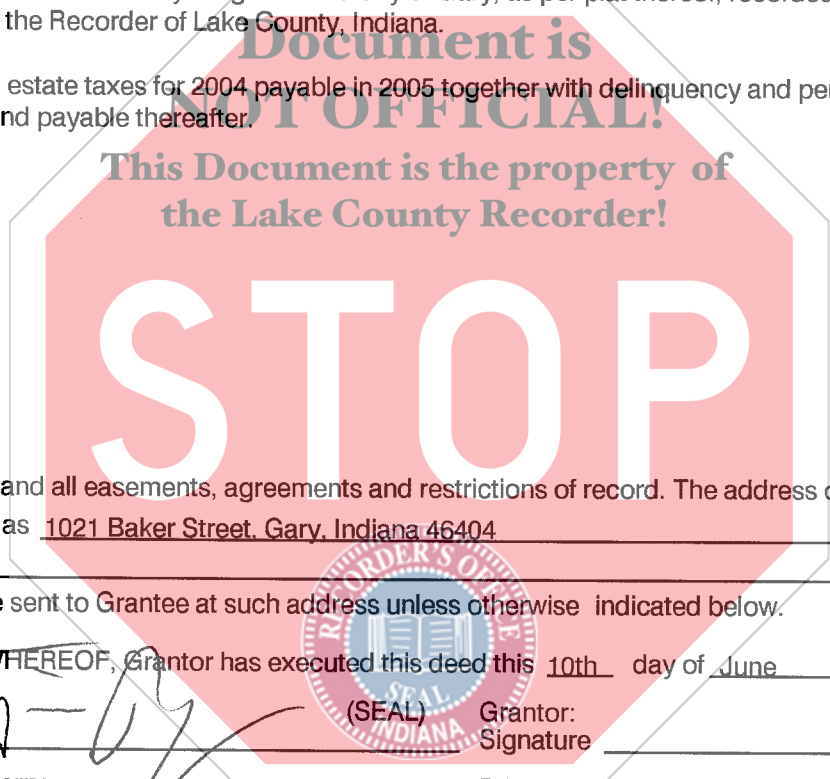 the Recorder of Lake County, Indiana.
Document is
estate taxes for 2004 payable in 2005 together with delinquency and
NOT OFFICIAL!
nd payable thereafter.
This Document is the property of
the Lake County Recorder!
STOP
and all easements, agreements and restrictions of record. The address
as 1021 Baker Street, Gary, Indiana 46404
RECORDER'S OFFICE
sent to Grantee at such address unless otherwise indicated below.
HEREOF, Grantor has executed this deed this 10th day of June
SEAL
(SEAL) Grantor:
INDIANA
Signature